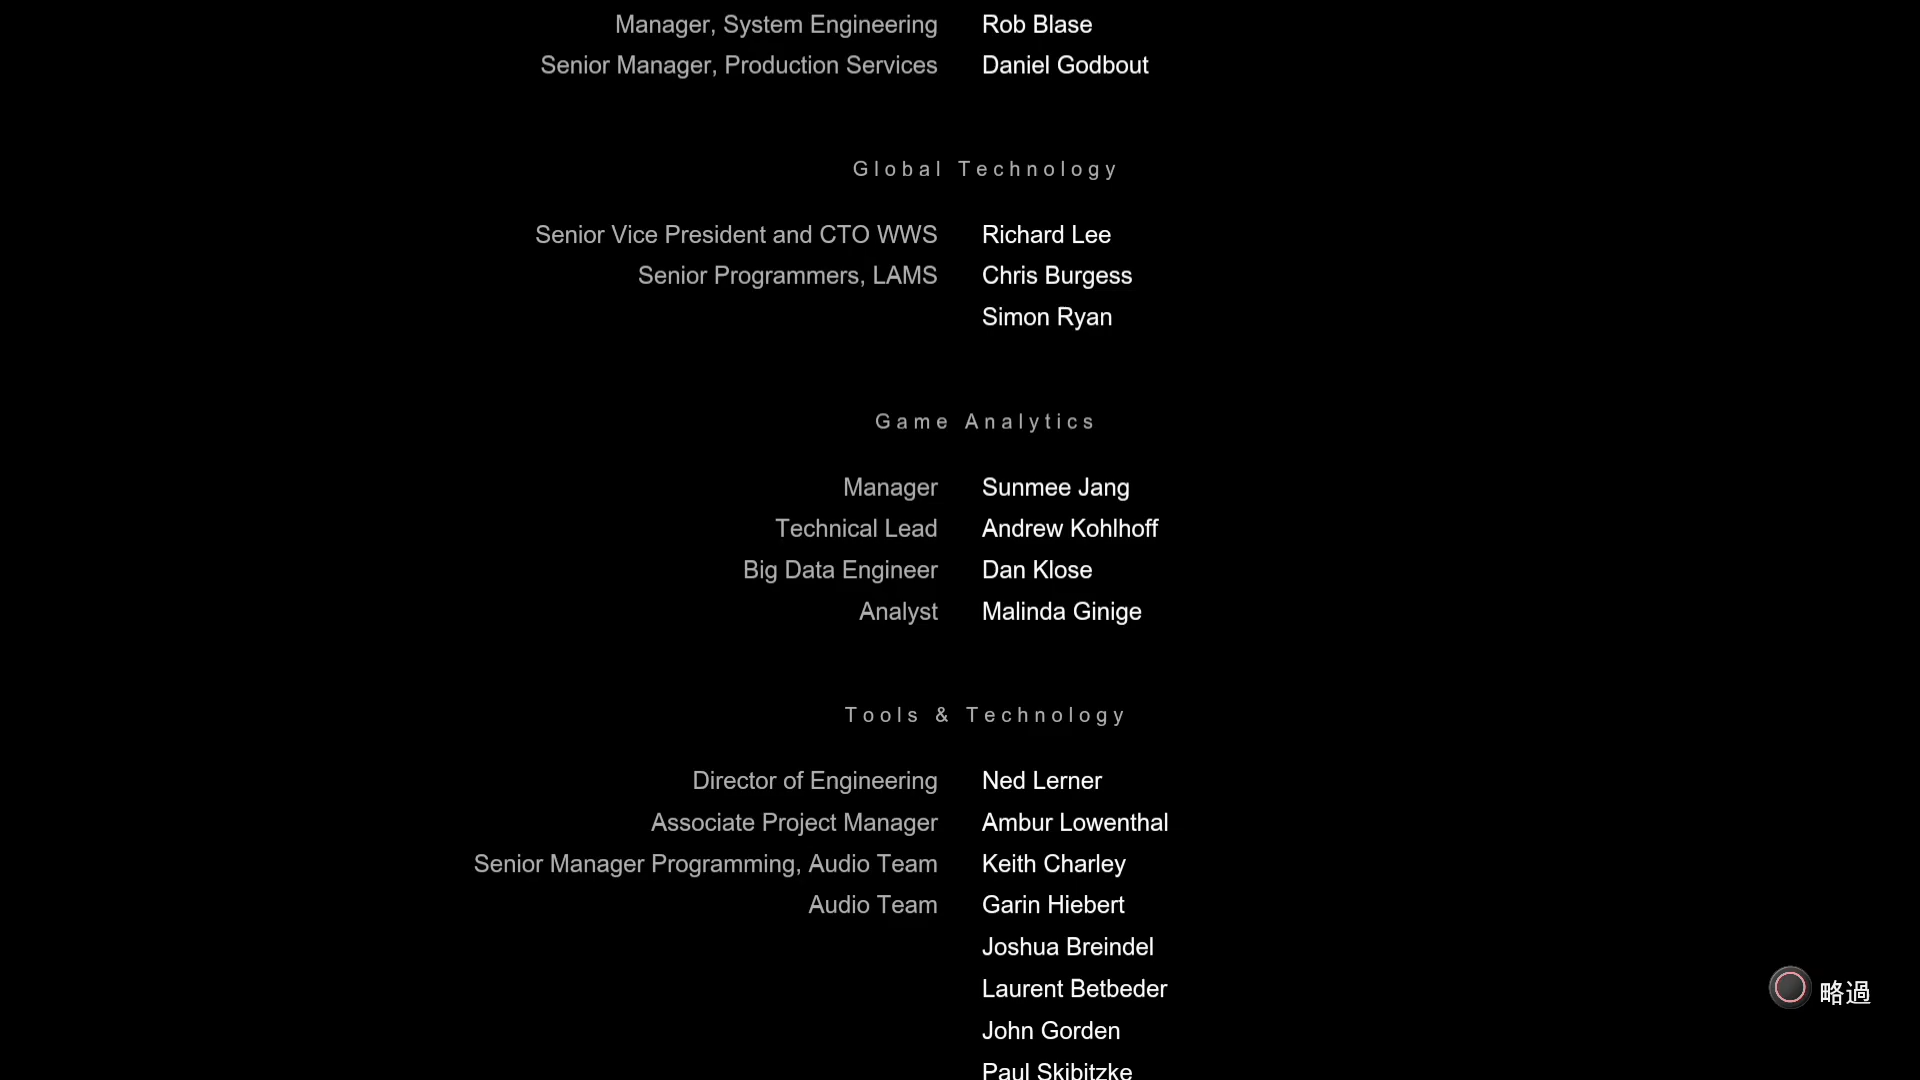 Manager, System Engineering Rob Blase
Senior Manager, Production Services Daniel Godbout
Global Technology
Senior Vice President and CTO WWS Richard Lee
Senior Programmers, LAMS Chris Burgess
Simon Ryan
Game Analytics
Manager Sunmee Jang
Technical Lead Andrew Kohlhoff
Big Data Engineer Dan Klose
Analyst Malinda Ginige
Tools & Technology
Director of Engineering Ned Lerner
Associate Project Manager Ambur Lowenthal
Senior Manager Programming, Audio Team Keith Charley
Audio Team Garin Hiebert
Joshua Breindel
Laurent Betbeder
John Gorden
Paul Skibitzke
略過